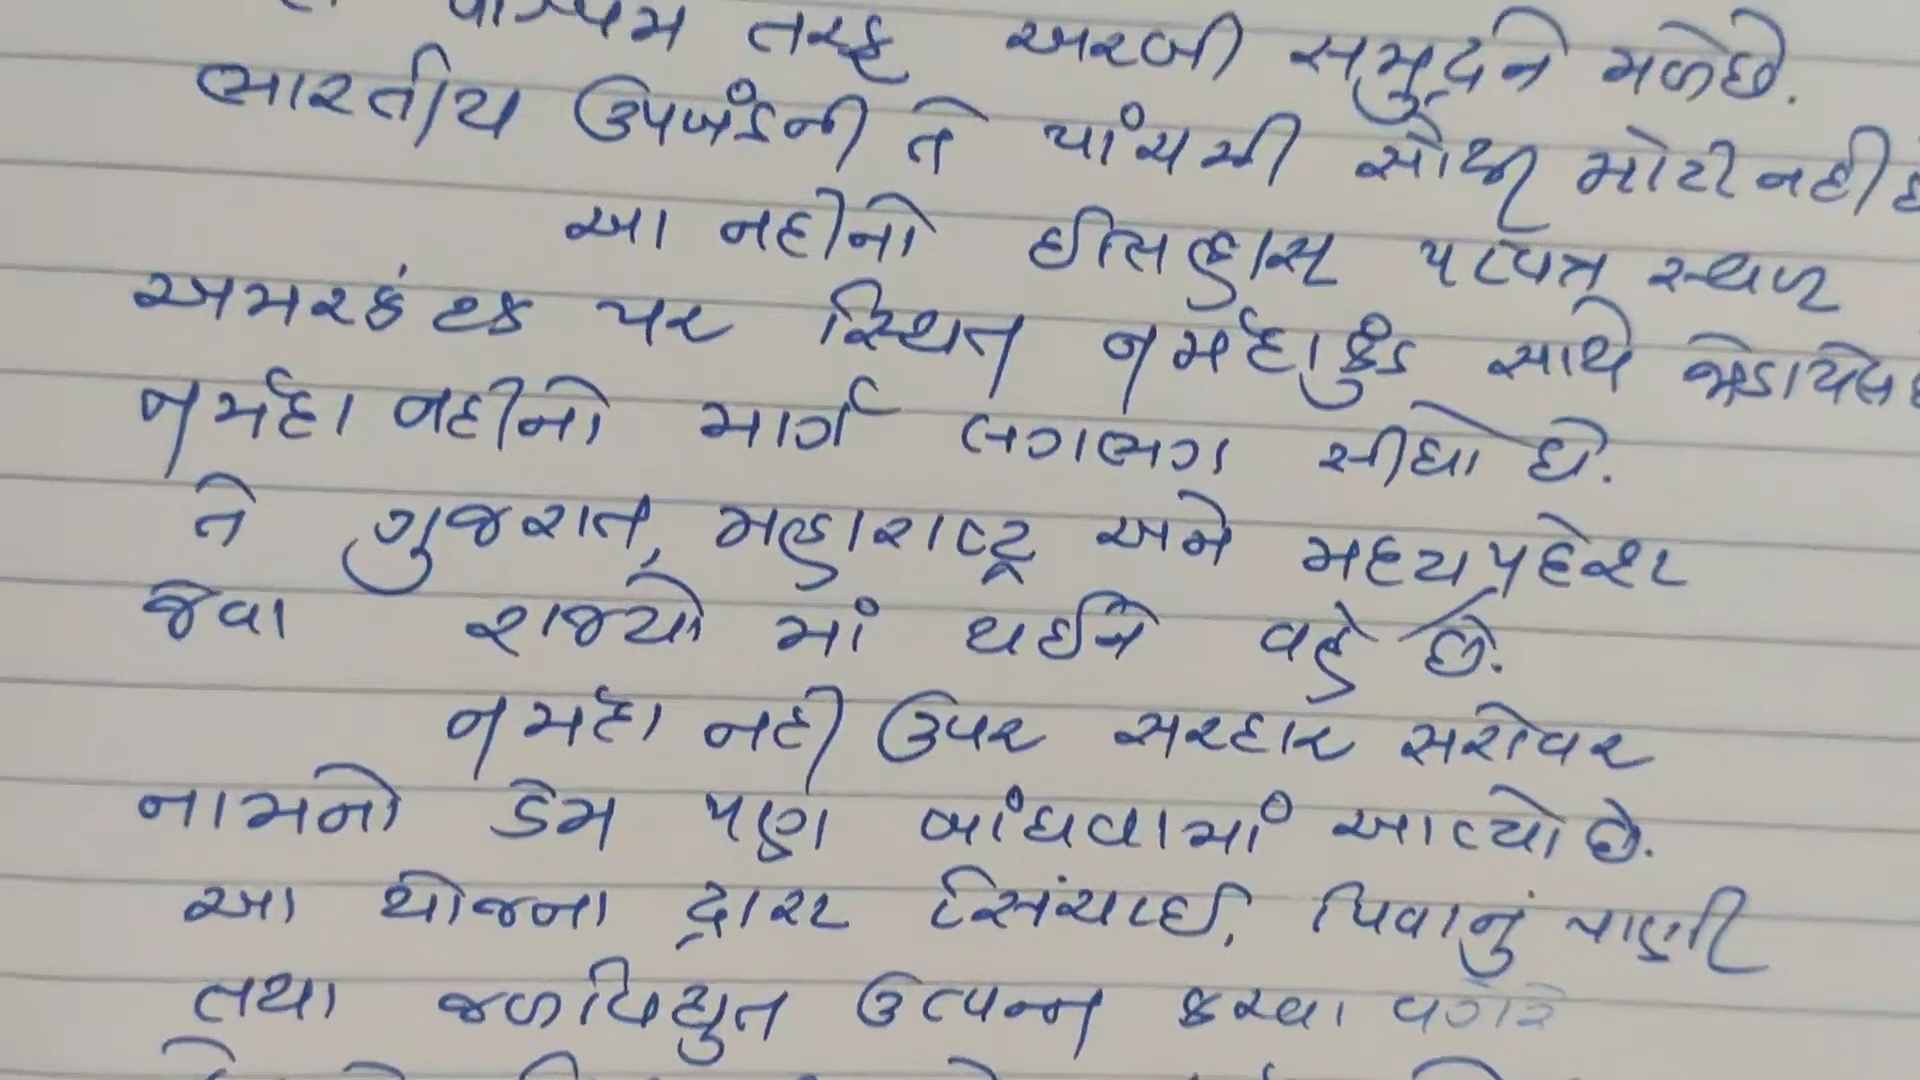 પશ્ચિમ તરફ અરબી સમુદ્રને મળેછે.
ભારતીય ઉપખંડની તે પાંચમી સૌથી મોટી નદી છે
આ નદીનો ઈતિહાસ પવિત્ર સ્થળ
અમરકંટક પર સ્થિત નર્મદાકુંડ સાથે જોડાયેલ છે
નર્મદા નદીનો માર્ગ લગભગ સીધો છે.
તે ગુજરાત, મહારાષ્ટ્ર અને મધ્યપ્રદેશ
જેવા રાજ્યો માં થઈને વહે છે.
નર્મદા નદી ઉપર સરદાર સરોવર
નામનો ડેમ પણ બાંધવામાં આવ્યો છે.
આ યોજના દ્વારા સિંચાઈ, પિવાનું પાણી
તથા જળવિદ્યુત ઉત્પન્ન કરવા વગેરે